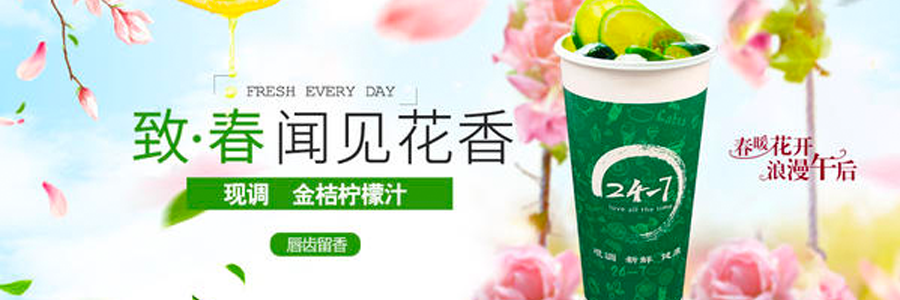 FRESH EVERY DAY
致·春 闻见花香
现调 金桔柠檬汁
唇齿留香
24-7
love all the time
现调 新鲜 健康
24-7
春暖花开
浪漫午后